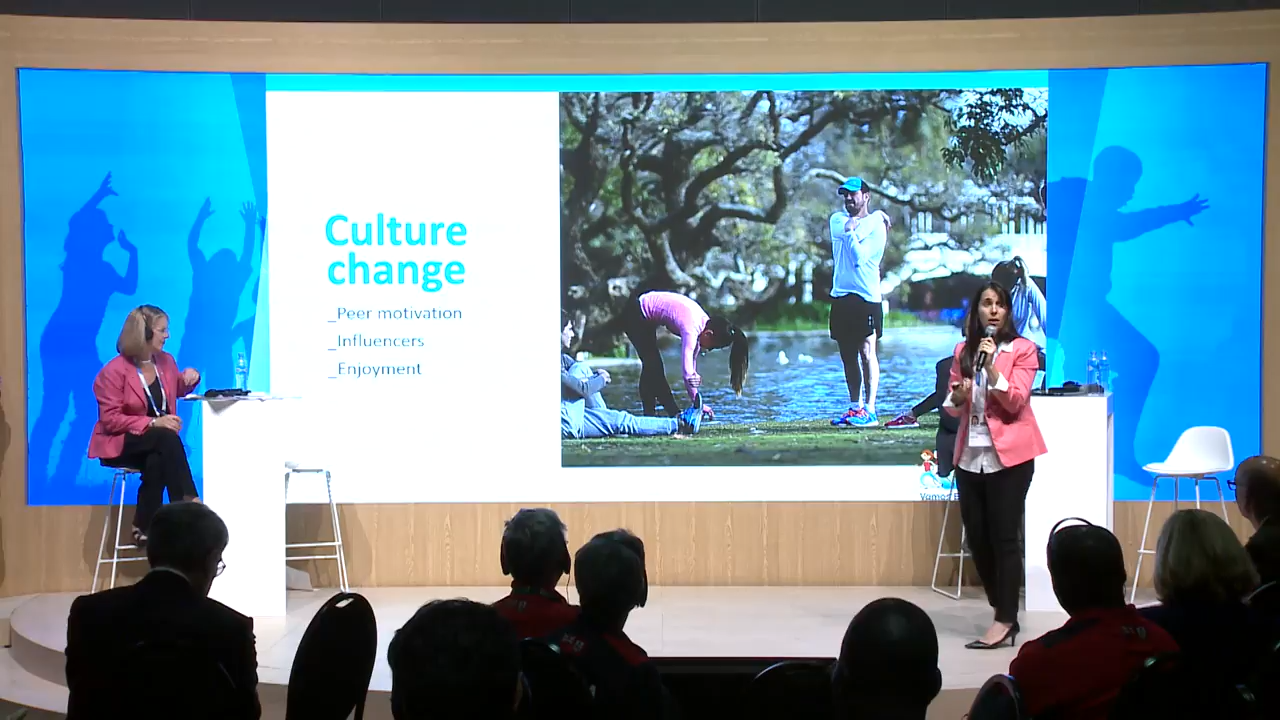 Culture
change
_Peer motivation
_Influencers
_Enjoyment